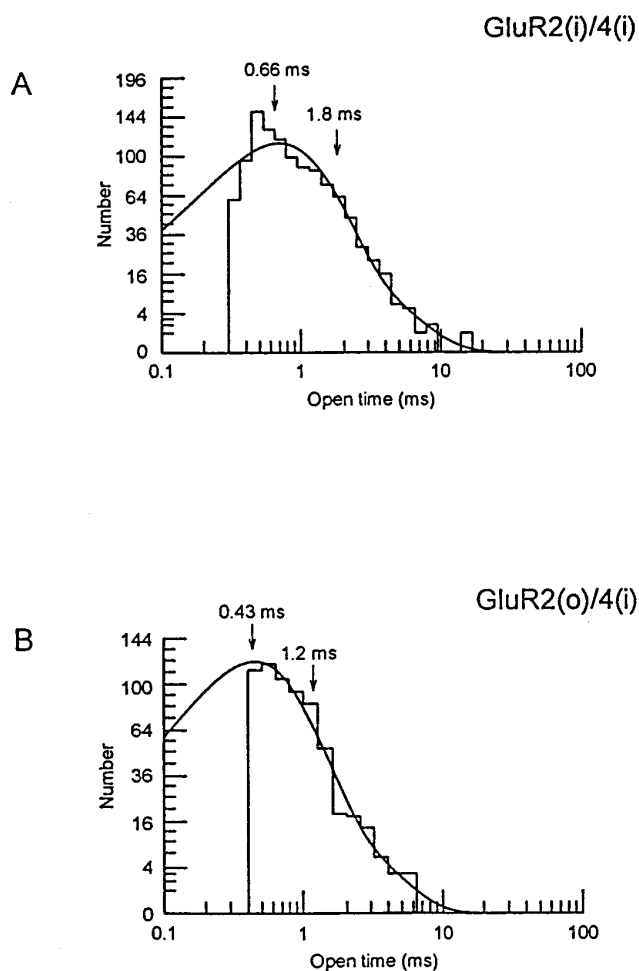 GluR2(i)/4(i)
A
0.66 ms
1.8 ms
196
144
100
64
36
16
4
0
Number
0.1
1
10
100
Open time (ms)
GluR2(o)/4(i)
B
0.43 ms
1.2 ms
144
100
64
36
16
4
0
Number
0.1
1
10
100
Open time (ms)